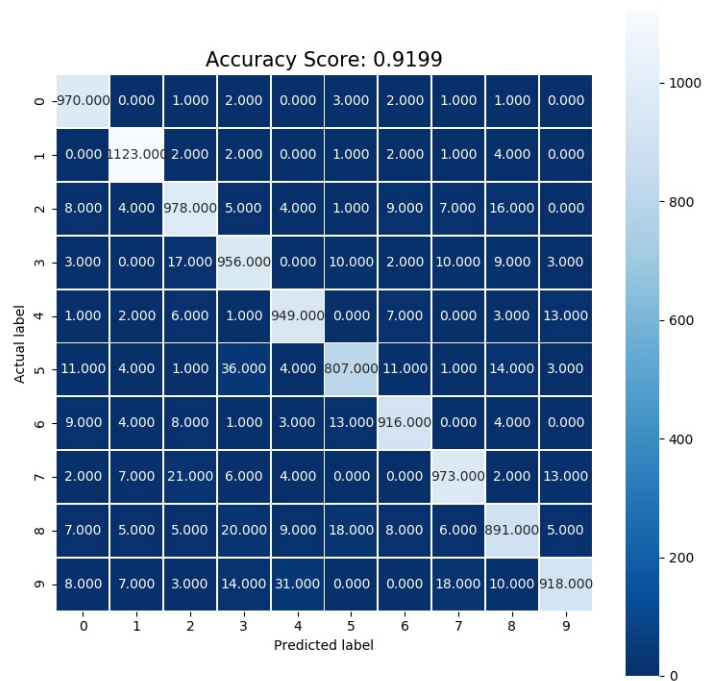 Accuracy Score: 0.9199
0 970.000 0.000 1.000 2.000 0.000 3.000 2.000 1.000 1.000 0.000
1 0.000 1123.000 2.000 2.000 0.000 1.000 2.000 1.000 4.000 0.000
2 8.000 4.000 978.000 5.000 4.000 1.000 9.000 7.000 16.000 0.000
3 3.000 0.000 17.000 956.000 0.000 10.000 2.000 10.000 9.000 3.000
4 1.000 2.000 6.000 1.000 949.000 0.000 7.000 0.000 3.000 13.000
5 11.000 4.000 1.000 36.000 4.000 807.000 11.000 1.000 14.000 3.000
6 9.000 4.000 8.000 1.000 3.000 13.000 916.000 0.000 4.000 0.000
7 2.000 7.000 21.000 6.000 4.000 0.000 0.000 973.000 2.000 13.000
8 7.000 5.000 5.000 20.000 9.000 18.000 8.000 6.000 891.000 5.000
9 8.000 7.000 3.000 14.000 31.000 0.000 0.000 18.000 10.000 918.000
0 1 2 3 4 5 6 7 8 9
Predicted label
Actual label
1000
800
600
400
200
0